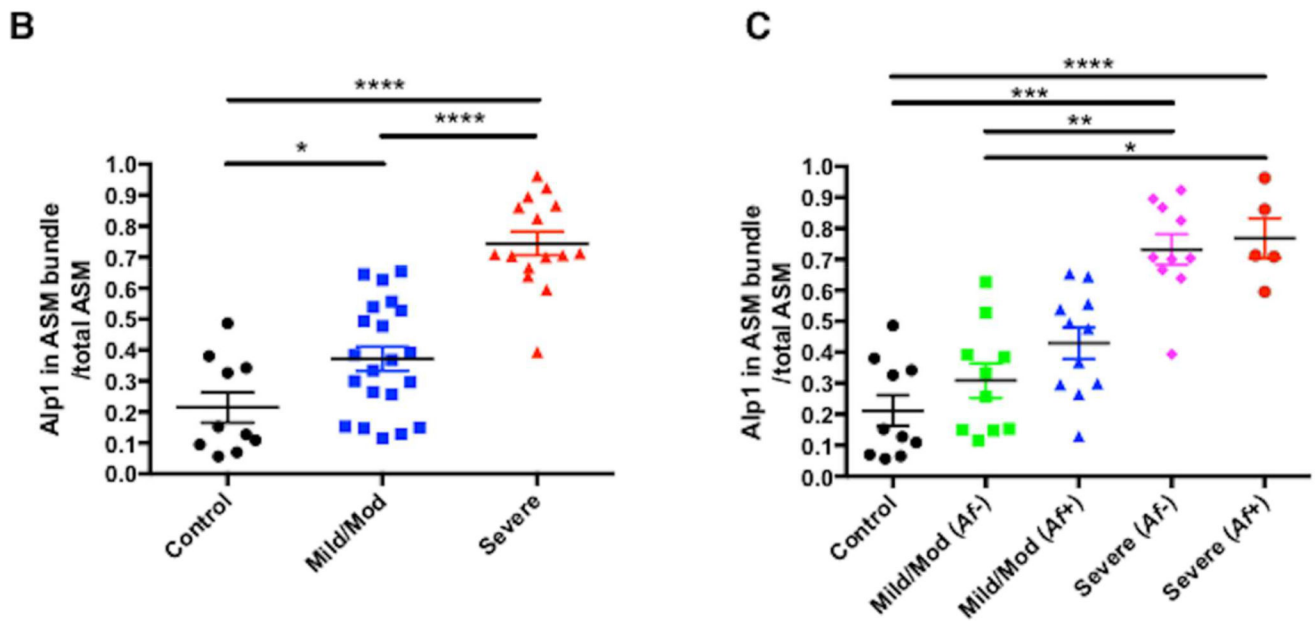 B
****
****
*
1.0
0.9
0.8
0.7
0.6
0.5
0.4
0.3
0.2
0.1
0.0
Alp1 in ASM bundle
/total ASM
Control
Mild/Mod
Severe
C
****
***
**
*
1.0
0.9
0.8
0.7
0.6
0.5
0.4
0.3
0.2
0.1
0.0
Alp1 in ASM bundle
/total ASM
Control
Mild/Mod (Af-)
Mild/Mod (Af+)
Severe (Af-)
Severe (Af+)